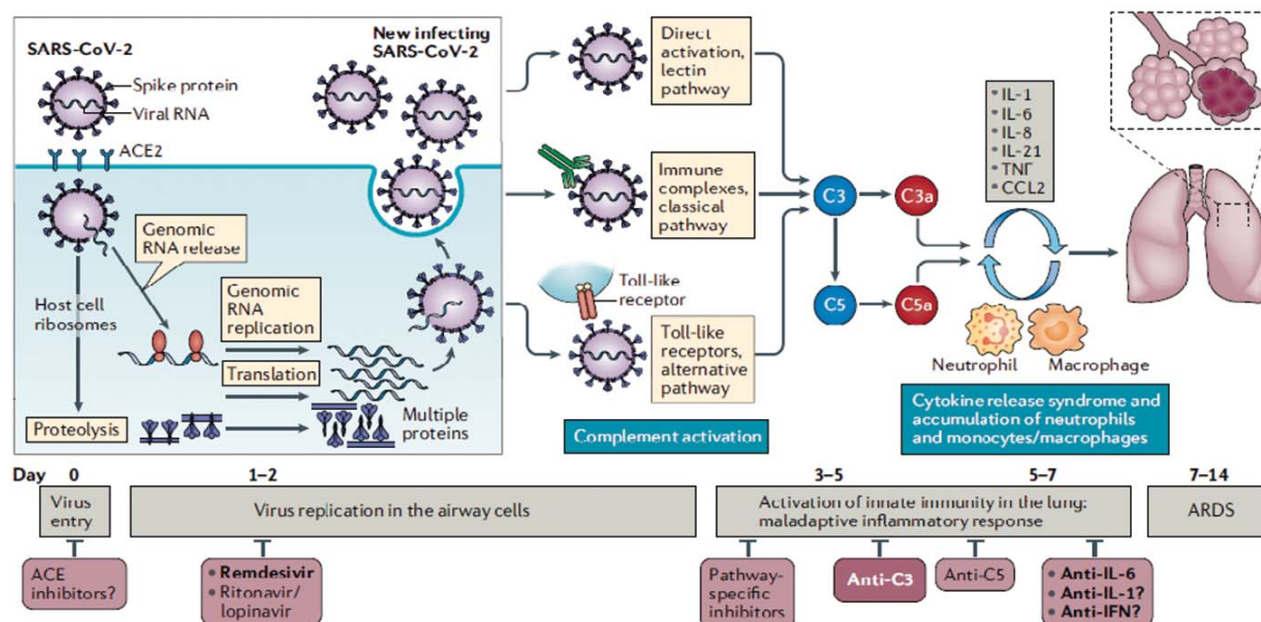 SARS-CoV-2
Spike protein
Viral RNA
ACE2
New infecting
SARS-CoV-2
Genomic
RNA release
Host cell
ribosomes
Genomic
RNA
replication
Translation
Proteolysis
Multiple
proteins
Direct
activation,
lectin
pathway
Immune
complexes,
classical
pathway
Toll-like
receptor
Toll-like
receptors,
alternative
pathway
Complement activation
C3
C3a
C5
C5a
• IL-1
• IL-6
• IL-8
• IL-21
• TNF
• CCL2
Neutrophil
Macrophage
Cytokine release syndrome and
accumulation of neutrophils
and monocytes/macrophages
Day 0 1–2 3–5 5–7 7–14
Virus
entry
Virus replication in the airway cells
Activation of innate immunity in the lung:
maladaptive inflammatory response
ARDS
ACE
inhibitors?
• Remdesivir
• Ritonavir/
lopinavir
Pathway-
specific
inhibitors
Anti-C3
Anti-C5
• Anti-IL-6
• Anti-IL-1?
• Anti-IFN?